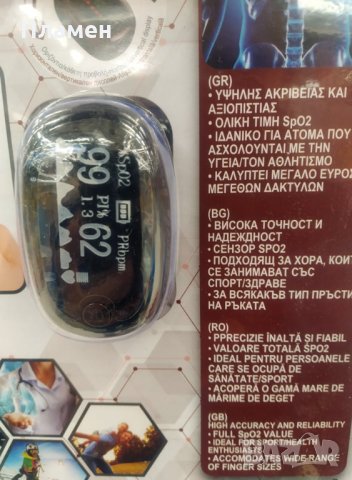 %SpO2
99
PI%
1 3
62
PRbpm
(GR)
• ΥΨΗΛΗΣ ΑΚΡΙΒΕΙΑΣ ΚΑΙ
ΑΞΙΟΠΙΣΤΙΑΣ
• ΟΛΙΚΗ ΤΙΜΗ SpO2
• ΙΔΑΝΙΚΟ ΓΙΑ ΑΤΟΜΑ ΠΟΥ
ΑΣΧΟΛΟΥΝΤΑΙ,ΜΕ ΤΗΝ
ΥΓΕΙΑ/ΤΟΝ ΑΘΛΗΤΙΣΜΟ
• ΚΑΛΥΠΤΕΙ ΜΕΓΑΛΟ ΕΥΡΟΣ
ΜΕΓΕΘΩΝ ΔΑΚΤΥΛΩΝ
(BG)
• ВИСОКА ТОЧНОСТ И
НАДЕЖДНОСТ
• СЕНЗОР SPO2
• ПОДХОДЯЩ ЗА ХОРА, КОИТ
СЕ ЗАНИМАВАТ СЪС
СПОРТ/ЗДРАВЕ
• ЗА ВСЯКАКЪВ ТИП ПРЪСТИ
НА РЪКАТА
(RO)
• PPRECIZIE ÎNALTĂ ȘI FIABIL
• VALOARE TOTALĂ SPO2
• IDEAL PENTRU PERSOANELE
CARE SE OCUPĂ DE
SĂNĂTATE/SPORT
• ACOPERĂ O GAMĂ MARE DE
MĂRIME DE DEGET
(GB)
HIGH ACCURACY AND RELIABILITY
• FULL SpO2 VALUE
• IDEAL FOR SPORT/HEALTH
ENTHUSIASTS
• ACCOMODATES WIDE-RANGE
OF FINGER SIZES